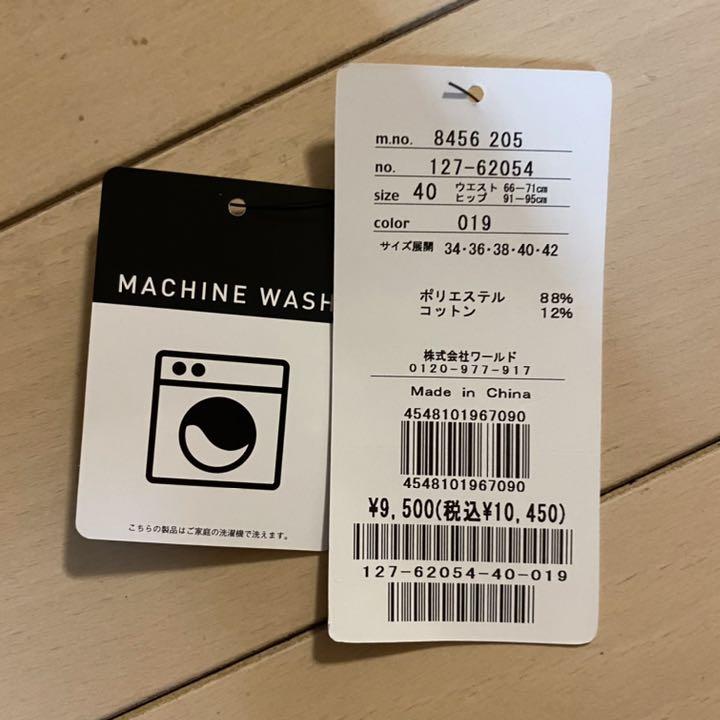 MACHINE WASH
こちらの製品はご家庭の洗濯機で洗えます。
m.no. 8456 205
no. 127-62054
size 40 ウエスト 66-71cm
ヒップ 91-95cm
color 019
サイズ展開 34・36・38・40・42
ポリエステル 88%
コットン 12%
株式会社ワールド
0120-977-917
Made in China
4548101967090
4548101967090
¥9,500(税込¥10,450)
127-62054-40-019